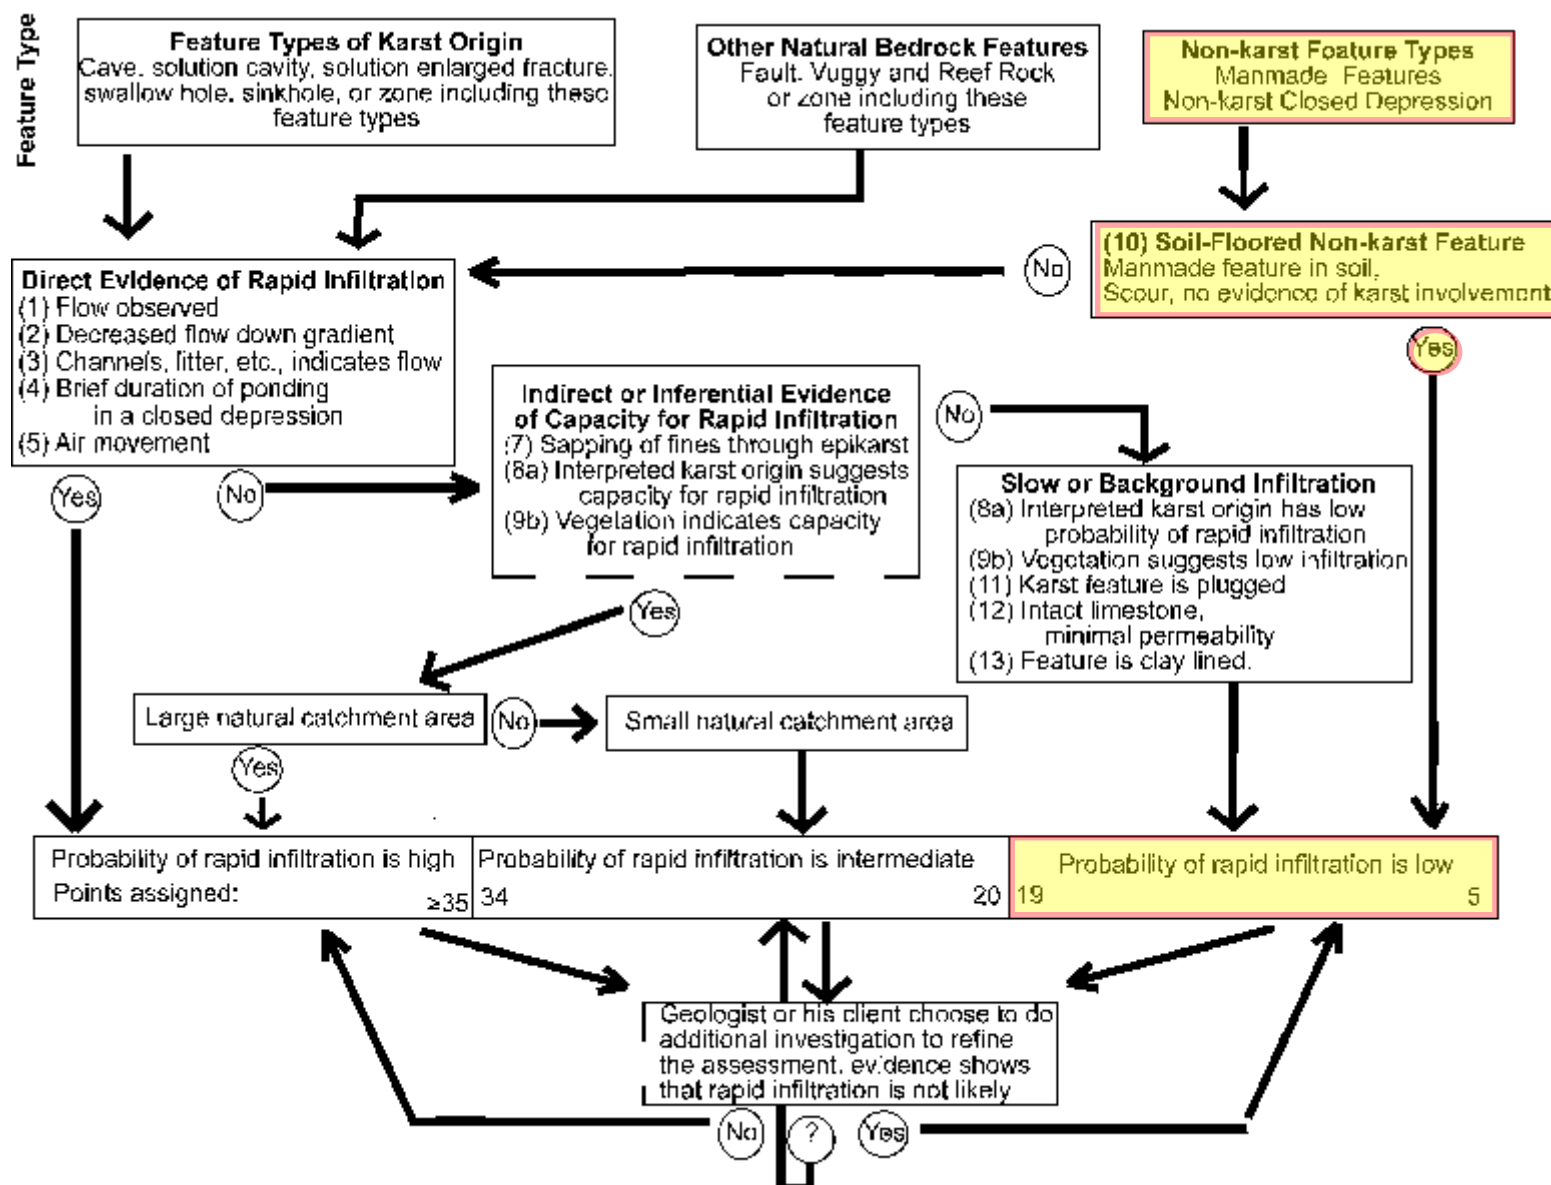 Feature Type
Feature Types of Karst Origin
Cave, solution cavity, solution enlarged fracture,
swallow hole, sinkhole, or zone including these
feature types
Other Natural Bedrock Features
Fault, Vuggy and Reef Rock
or zone including these
feature types
Non-karst Feature Types
Manmade Features
Non-karst Closed Depression
(10) Soil-Floored Non-karst Feature
Manmade feature in soil,
Scour, no evidence of karst involvement
No
Yes
Direct Evidence of Rapid Infiltration
(1) Flow observed
(2) Decreased flow down gradient
(3) Channels, litter, etc., indicates flow
(4) Brief duration of ponding
in a closed depression
(5) Air movement
Yes
No
Indirect or Inferential Evidence
of Capacity for Rapid Infiltration
(7) Sapping of fines through epikarst
(8a) Interpreted karst origin suggests
capacity for rapid infiltration
(9b) Vegetation indicates capacity
for rapid infiltration
No
Yes
Slow or Background Infiltration
(8a) Interpreted karst origin has low
probability of rapid infiltration
(9b) Vegetation suggests low infiltration
(11) Karst feature is plugged
(12) Intact limestone,
minimal permeability
(13) Feature is clay lined.
Large natural catchment area
No
Small natural catchment area
Yes
Probability of rapid infiltration is high
Points assigned: ≥35
Probability of rapid infiltration is intermediate
34 20
Probability of rapid infiltration is low
19 5
Geologist or his client choose to do
additional investigation to refine
the assessment, evidence shows
that rapid infiltration is not likely
No
?
Yes